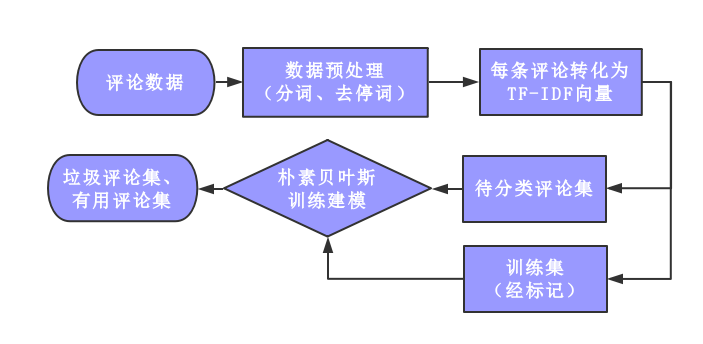 评论数据
数据预处理
（分词、去停词）
每条评论转化为
TF-IDF向量
垃圾评论集、
有用评论集
朴素贝叶斯
训练建模
待分类评论集
训练集
（经标记）